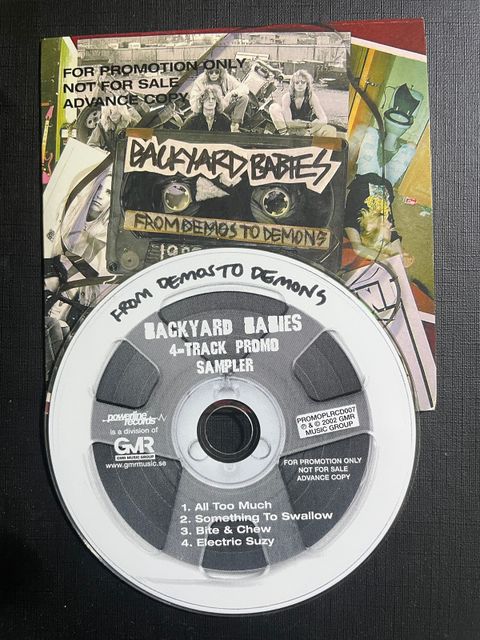 FOR PROMOTION ONLY
NOT FOR SALE
ADVANCE COPY
BACKYARD BABIES
FROM DEMOS TO DEMONS
FROM DEMOS TO DEMONS
BACKYARD BABIES
4-TRACK PROMO
SAMPLER
powerline
records
is a division of
GMR
GMR MUSIC GROUP
www.gmrmusic.se
PROMOPLRCD007
℗ & © 2002 GMR
MUSIC GROUP
FOR PROMOTION ONLY
NOT FOR SALE
ADVANCE COPY
1. All Too Much
2. Something To Swallow
3. Bite & Chew
4. Electric Suzy